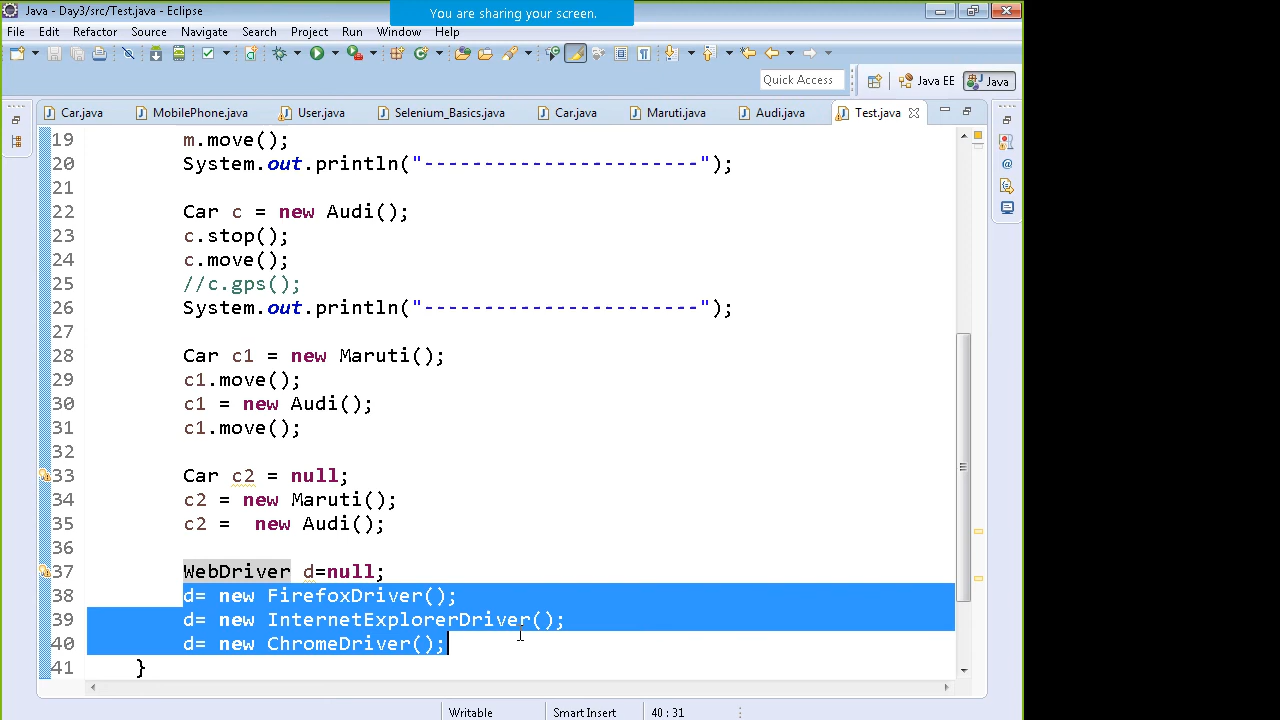 You are sharing your screen.
Java - Day3/src/Test.java - Eclipse
File Edit Refactor Source Navigate Search Project Run Window Help
Quick Access Java EE Java
Car.java MobilePhone.java User.java Selenium_Basics.java Car.java Maruti.java Audi.java Test.java
19 m.move();
20 System.out.println("-----------------------");
21
22 Car c = new Audi();
23 c.stop();
24 c.move();
25 //c.gps();
26 System.out.println("-----------------------");
27
28 Car c1 = new Maruti();
29 c1.move();
30 c1 = new Audi();
31 c1.move();
32
33 Car c2 = null;
34 c2 = new Maruti();
35 c2 =  new Audi();
36
37 WebDriver d=null;
38 d= new FirefoxDriver();
39 d= new InternetExplorerDriver();
40 d= new ChromeDriver();
41 }
Writable Smart Insert 40 : 31